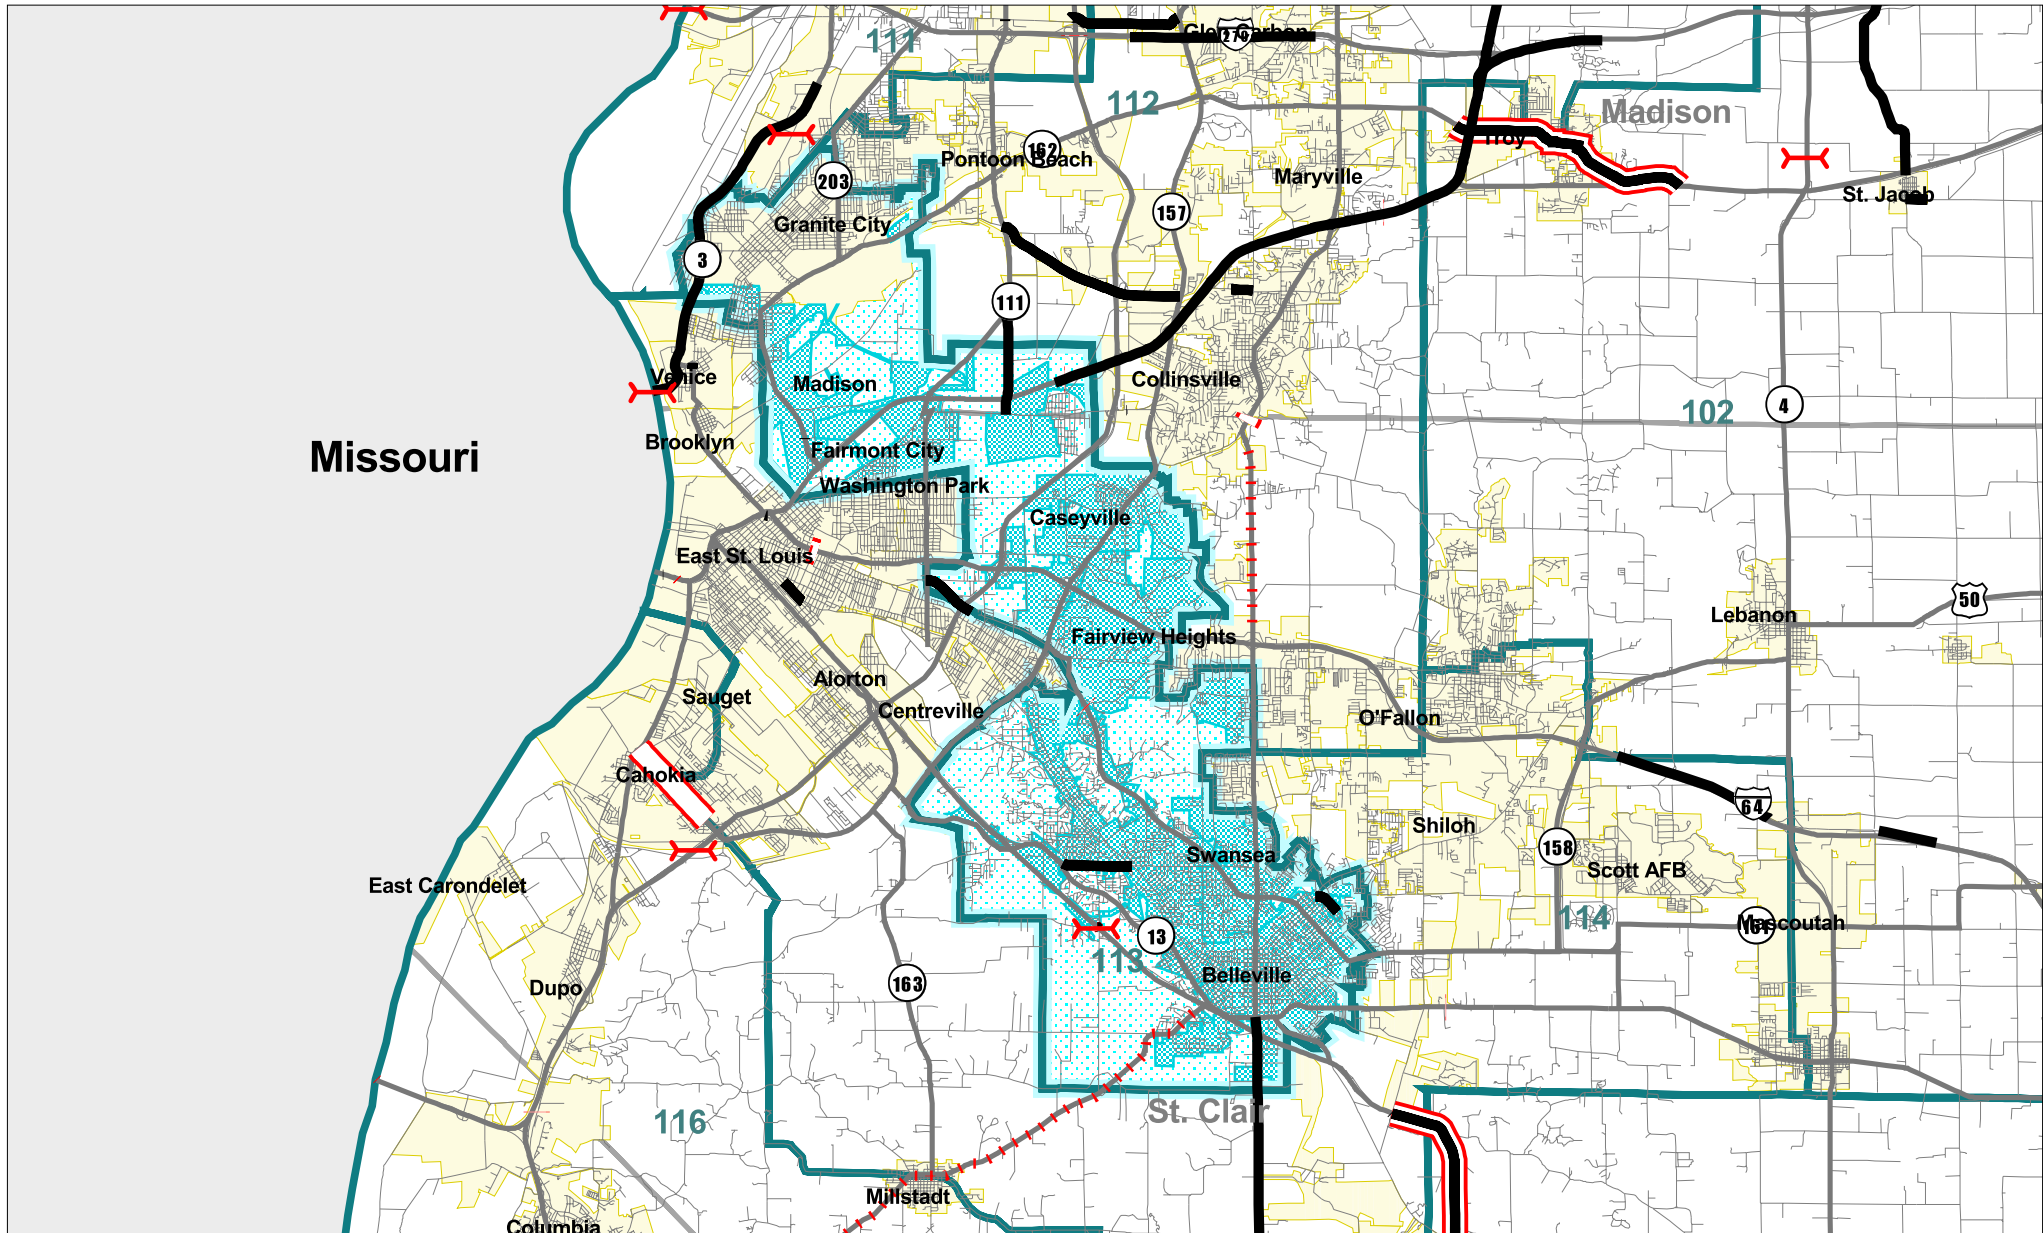 111
Glen Carbon
270
112
Madison
Troy
162
Pontoon Beach
Maryville
203
St. Jacob
157
Granite City
3
111
Venice
Madison
Collinsville
4
102
Brooklyn
Fairmont City
Missouri
Washington Park
Caseyville
East St. Louis
50
Lebanon
Fairview Heights
Alorton
Sauget
Centreville
O'Fallon
Cahokia
64
Shiloh
158
Swansea
Scott AFB
East Carondelet
114
Mascoutah
13
113
Belleville
163
Dupo
St. Clair
116
Millstadt
Columbia